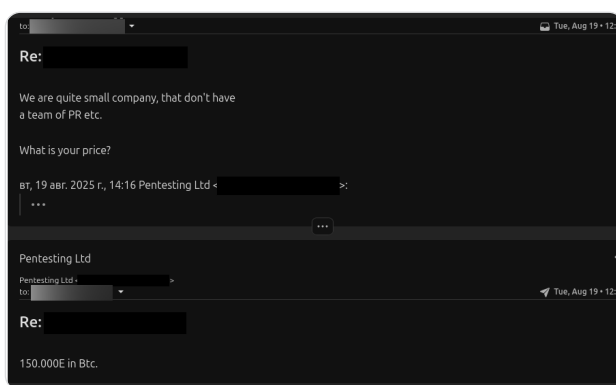 to:
Tue, Aug 19 • 12:
Re:
We are quite small company, that don't have
a team of PR etc.
What is your price?
вт, 19 авг. 2025 г., 14:16 Pentesting Ltd < >:
Pentesting Ltd
Pentesting Ltd < >
to:
Tue, Aug 19 • 12:
Re:
150.000E in Btc.